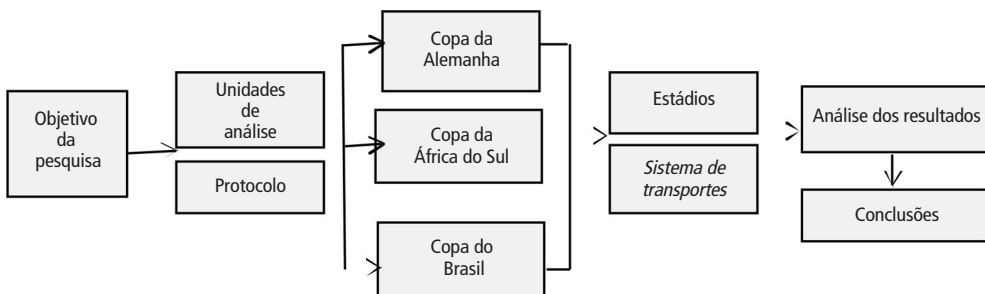 Objetivo
da
pesquisa
Unidades
de
análise
Protocolo
Copa da
Alemanha
Copa da
África do Sul
Copa do
Brasil
Estádios
Sistema de
transportes
Análise dos resultados
Conclusões